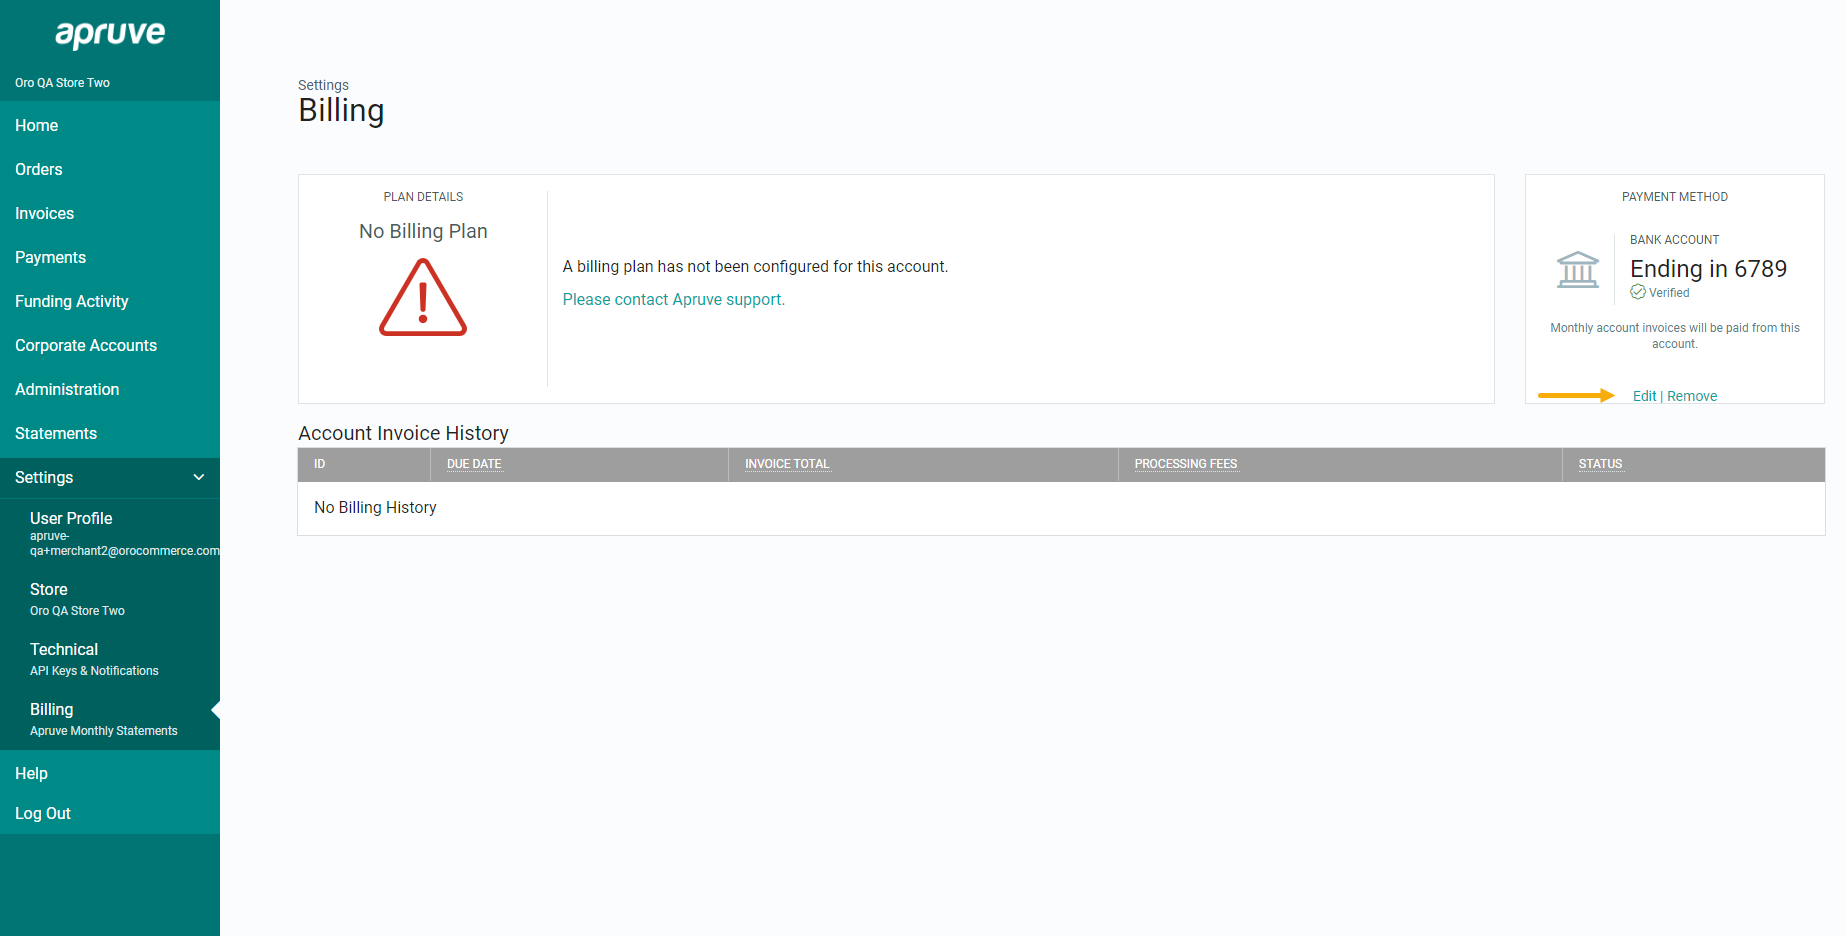 apruve
Oro QA Store Two
Home
Orders
Invoices
Payments
Funding Activity
Corporate Accounts
Administration
Statements
Settings
User Profile
apruve-
qa+merchant2@orocommerce.com
Store
Oro QA Store Two
Technical
API Keys & Notifications
Billing
Apruve Monthly Statements
Help
Log Out
Settings
Billing
PLAN DETAILS
No Billing Plan
A billing plan has not been configured for this account.
Please contact Apruve support.
PAYMENT METHOD
BANK ACCOUNT
Ending in 6789
Verified
Monthly account invoices will be paid from this
account.
Edit | Remove
Account Invoice History
ID DUE DATE INVOICE TOTAL PROCESSING FEES STATUS
No Billing History